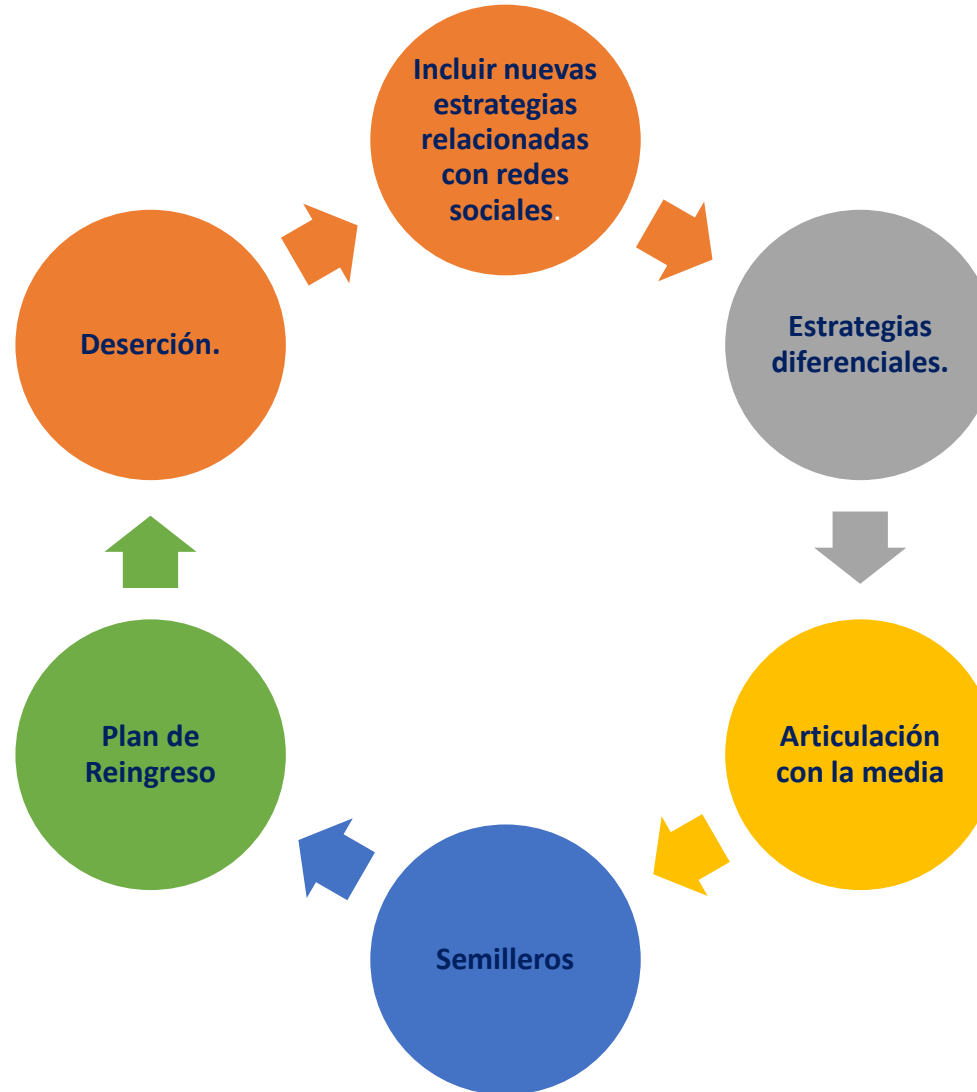 Incluir nuevas
estrategias
relacionadas
con redes
sociales.
Estrategias
diferenciales.
Articulación
con la media
Semilleros
Plan de
Reingreso
Deserción.